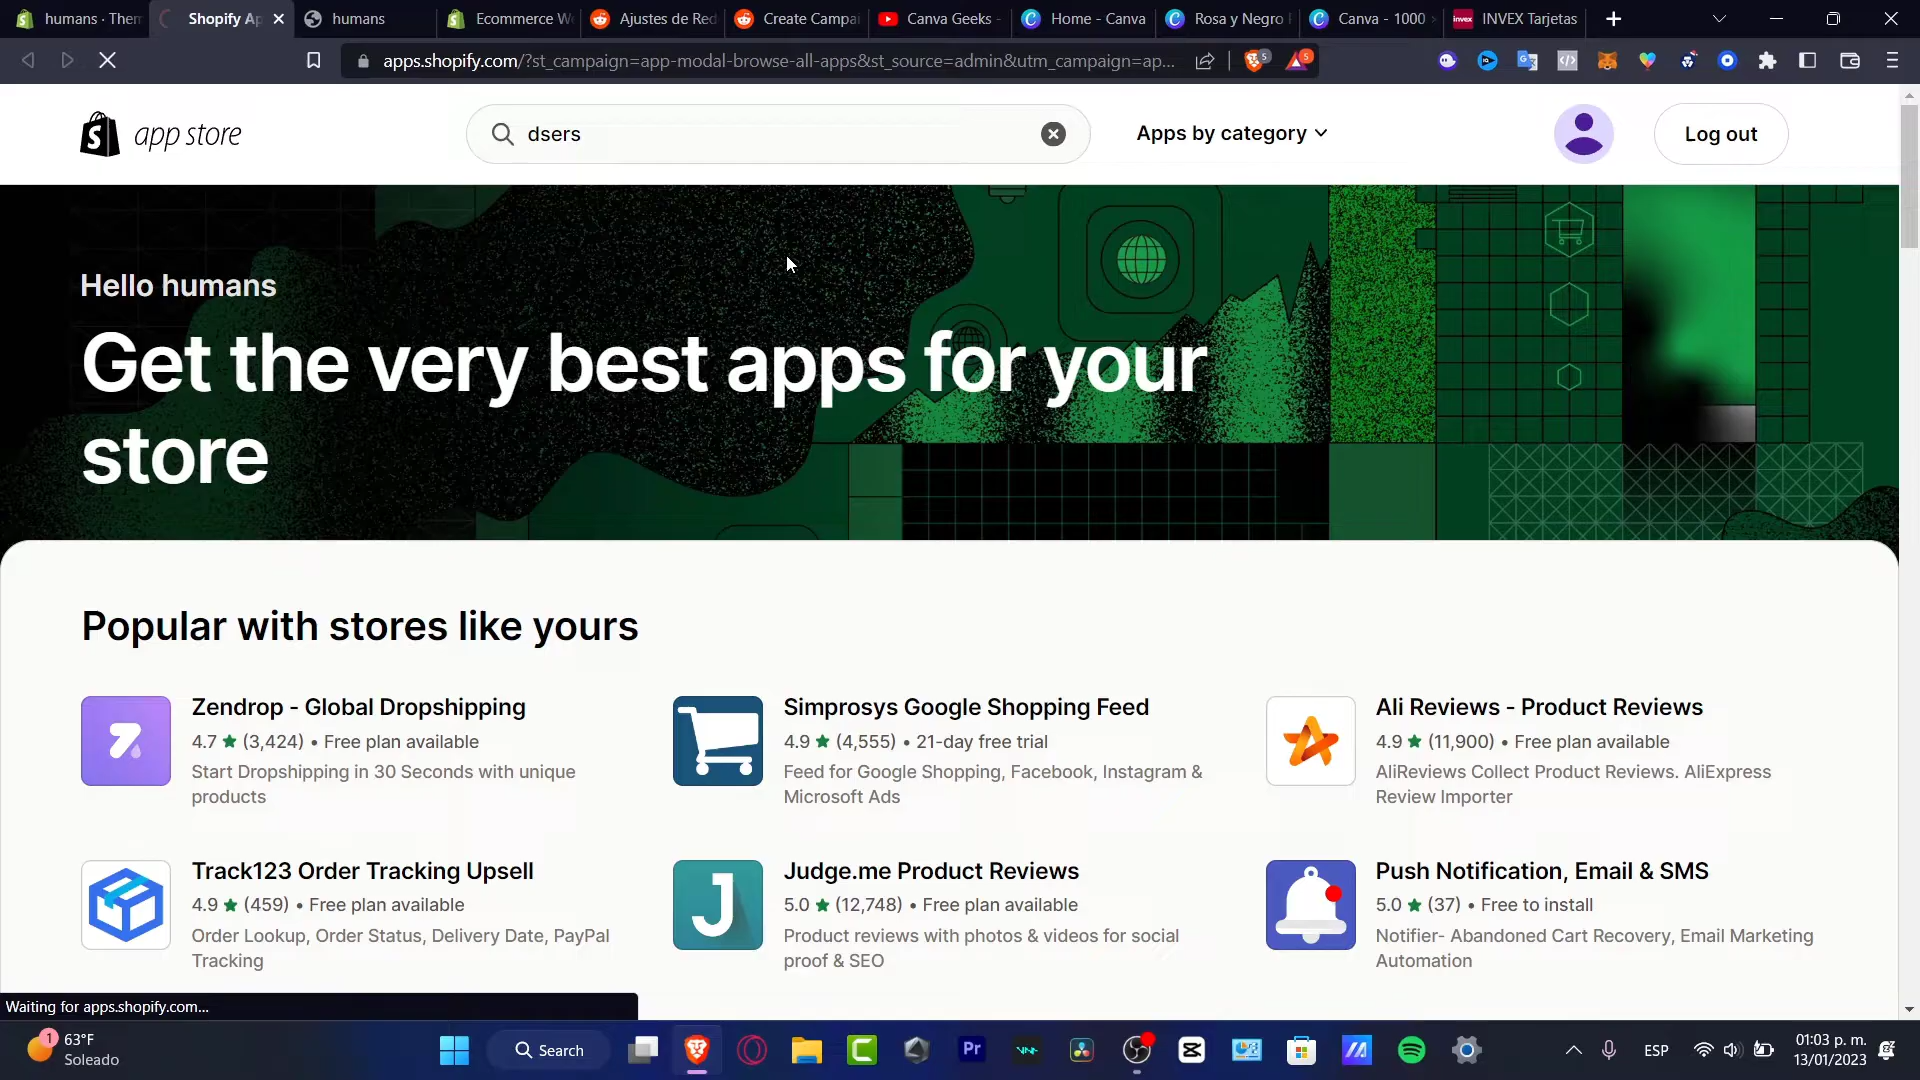 humans · Them
Shopify Ap
humans
Ecommerce W
Ajustes de Red
Create Campai
Canva Geeks -
Home - Canva
Rosa y Negro
Canva - 1000
INVEX Tarjetas
apps.shopify.com/?st_campaign=app-modal-browse-all-apps&st_source=admin&utm_campaign=ap...
5
5
app store
dsers
Apps by category
Log out
Hello humans
Get the very best apps for your
store
Popular with stores like yours
Zendrop - Global Dropshipping
4.7 ★ (3,424) • Free plan available
Start Dropshipping in 30 Seconds with unique
products
Simprosys Google Shopping Feed
4.9 ★ (4,555) • 21-day free trial
Feed for Google Shopping, Facebook, Instagram &
Microsoft Ads
Ali Reviews - Product Reviews
4.9 ★ (11,900) • Free plan available
AliReviews Collect Product Reviews. AliExpress
Review Importer
Track123 Order Tracking Upsell
4.9 ★ (459) • Free plan available
Order Lookup, Order Status, Delivery Date, PayPal
Tracking
Judge.me Product Reviews
5.0 ★ (12,748) • Free plan available
Product reviews with photos & videos for social
proof & SEO
Push Notification, Email & SMS
5.0 ★ (37) • Free to install
Notifier- Abandoned Cart Recovery, Email Marketing
Automation
Waiting for apps.shopify.com...
1
63°F
Soleado
Search
Pr
ESP
01:03 p. m.
13/01/2023